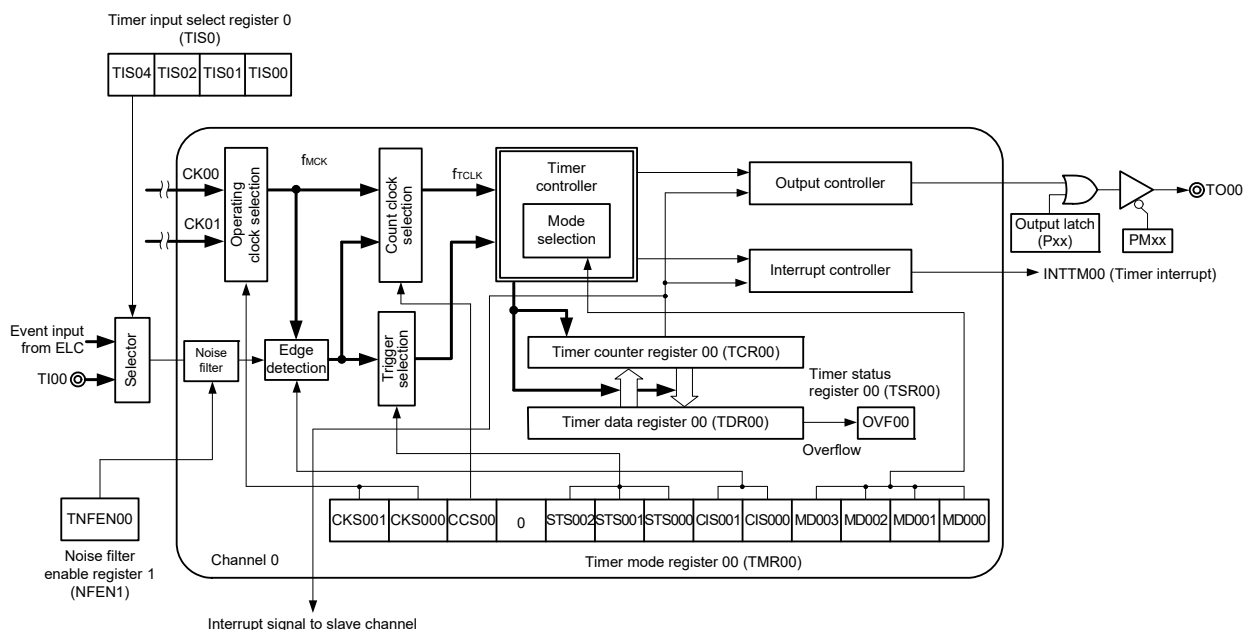 Timer input select register 0
(TIS0)
TIS04 TIS02 TIS01 TIS00
CK00
CK01
Operating
clock selection
fMCK
Count clock
selection
fTCLK
Timer
controller
Mode
selection
Output controller
Interrupt controller
Output latch
(Pxx)
PMxx
TO00
INTTM00 (Timer interrupt)
Event input
from ELC
TI00
Selector
Noise
filter
Edge
detection
Trigger
selection
Timer counter register 00 (TCR00)
Timer status
register 00 (TSR00)
Timer data register 00 (TDR00)
OVF00
Overflow
TNFEN00
Noise filter
enable register 1
(NFEN1)
CKS001 CKS000 CCS00 0 STS002 STS001 STS000 CIS001 CIS000 MD003 MD002 MD001 MD000
Channel 0
Timer mode register 00 (TMR00)
Interrupt signal to slave channel